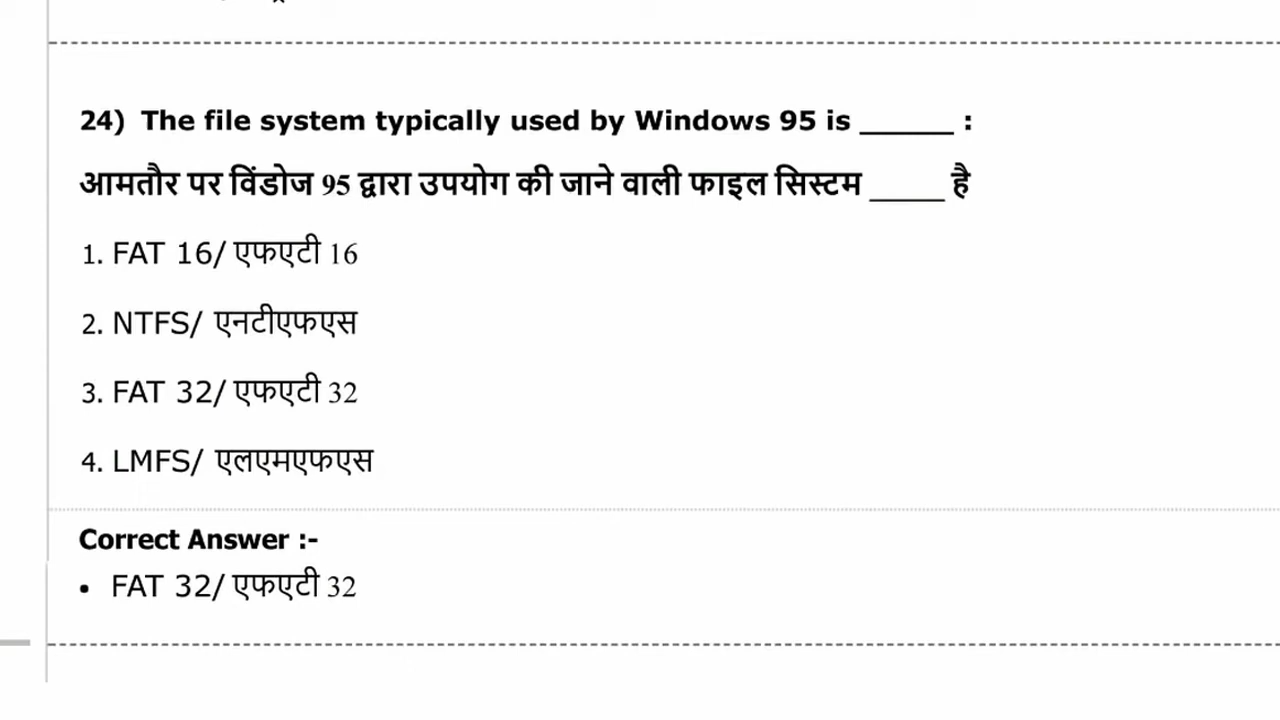 24) The file system typically used by Windows 95 is ______ :
आमतौर पर विंडोज 95 द्वारा उपयोग की जाने वाली फाइल सिस्टम _____ है
1. FAT 16/ एफएटी 16
2. NTFS/ एनटीएफएस
3. FAT 32/ एफएटी 32
4. LMFS/ एलएमएफएस
Correct Answer :-
• FAT 32/ एफएटी 32